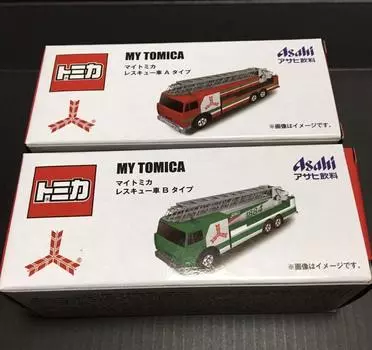 トミカ
MY TOMICA
マイトミカ
レスキュー車 A タイプ
Asahi
アサヒ飲料
※画像はイメージです。
トミカ
MY TOMICA
マイトミカ
レスキュー車 B タイプ
Asahi
アサヒ飲料
※画像はイメージです。